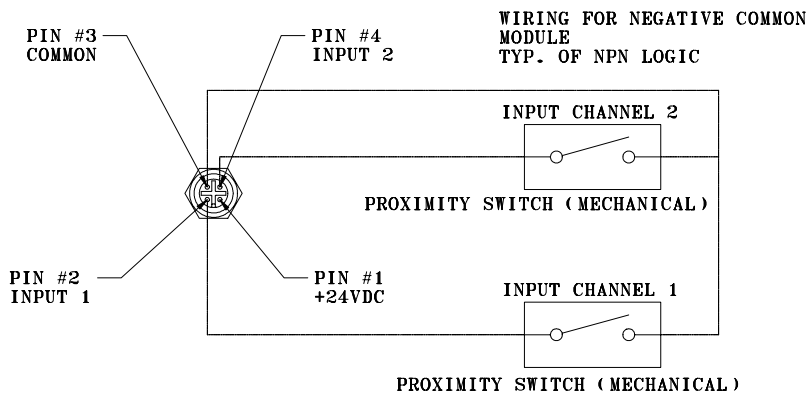 WIRING FOR NEGATIVE COMMON
MODULE
TYP. OF NPN LOGIC
PIN #3
COMMON
PIN #4
INPUT 2
INPUT CHANNEL 2
PROXIMITY SWITCH (MECHANICAL)
PIN #2
INPUT 1
PIN #1
+24VDC
INPUT CHANNEL 1
PROXIMITY SWITCH (MECHANICAL)